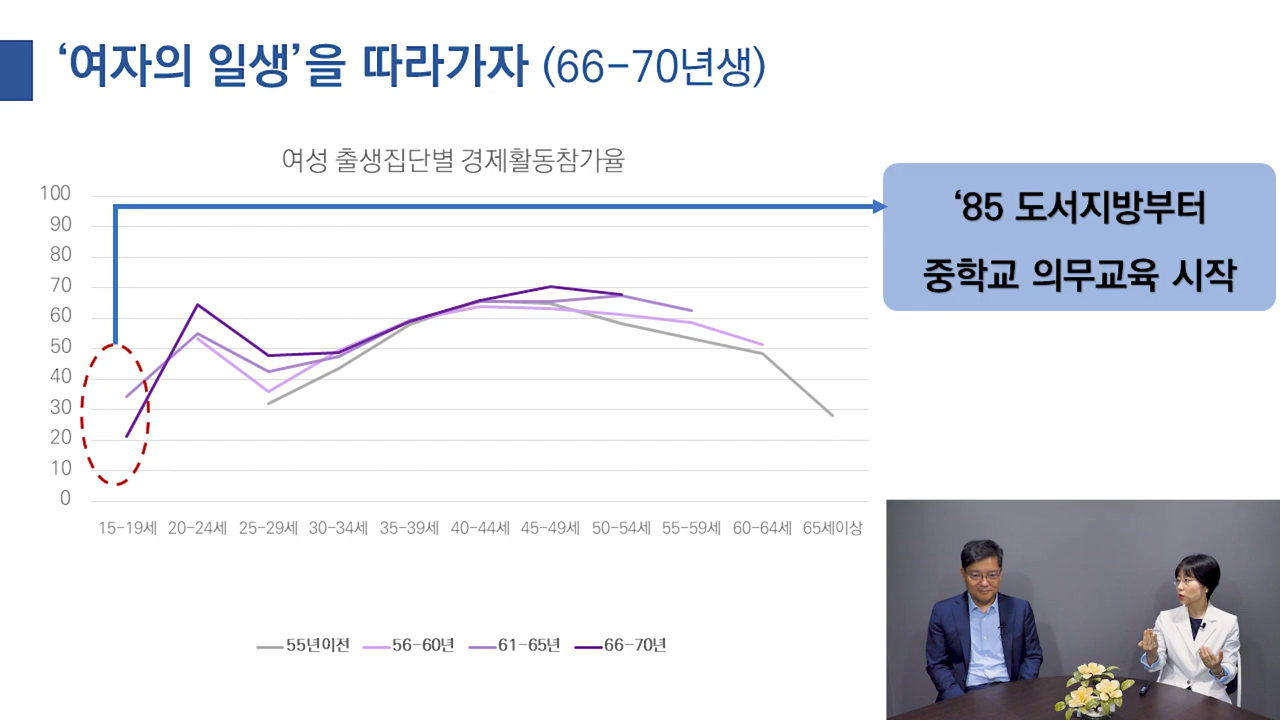 ‘여자의 일생’을 따라가자 (66-70년생)
여성 출생집단별 경제활동참가율
100
90
80
70
60
50
40
30
20
10
0
15-19세 20-24세 25-29세 30-34세 35-39세 40-44세 45-49세 50-54세 55-59세 60-64세 65세이상
55년이전 56-60년 61-65년 66-70년
‘85 도서지방부터
중학교 의무교육 시작